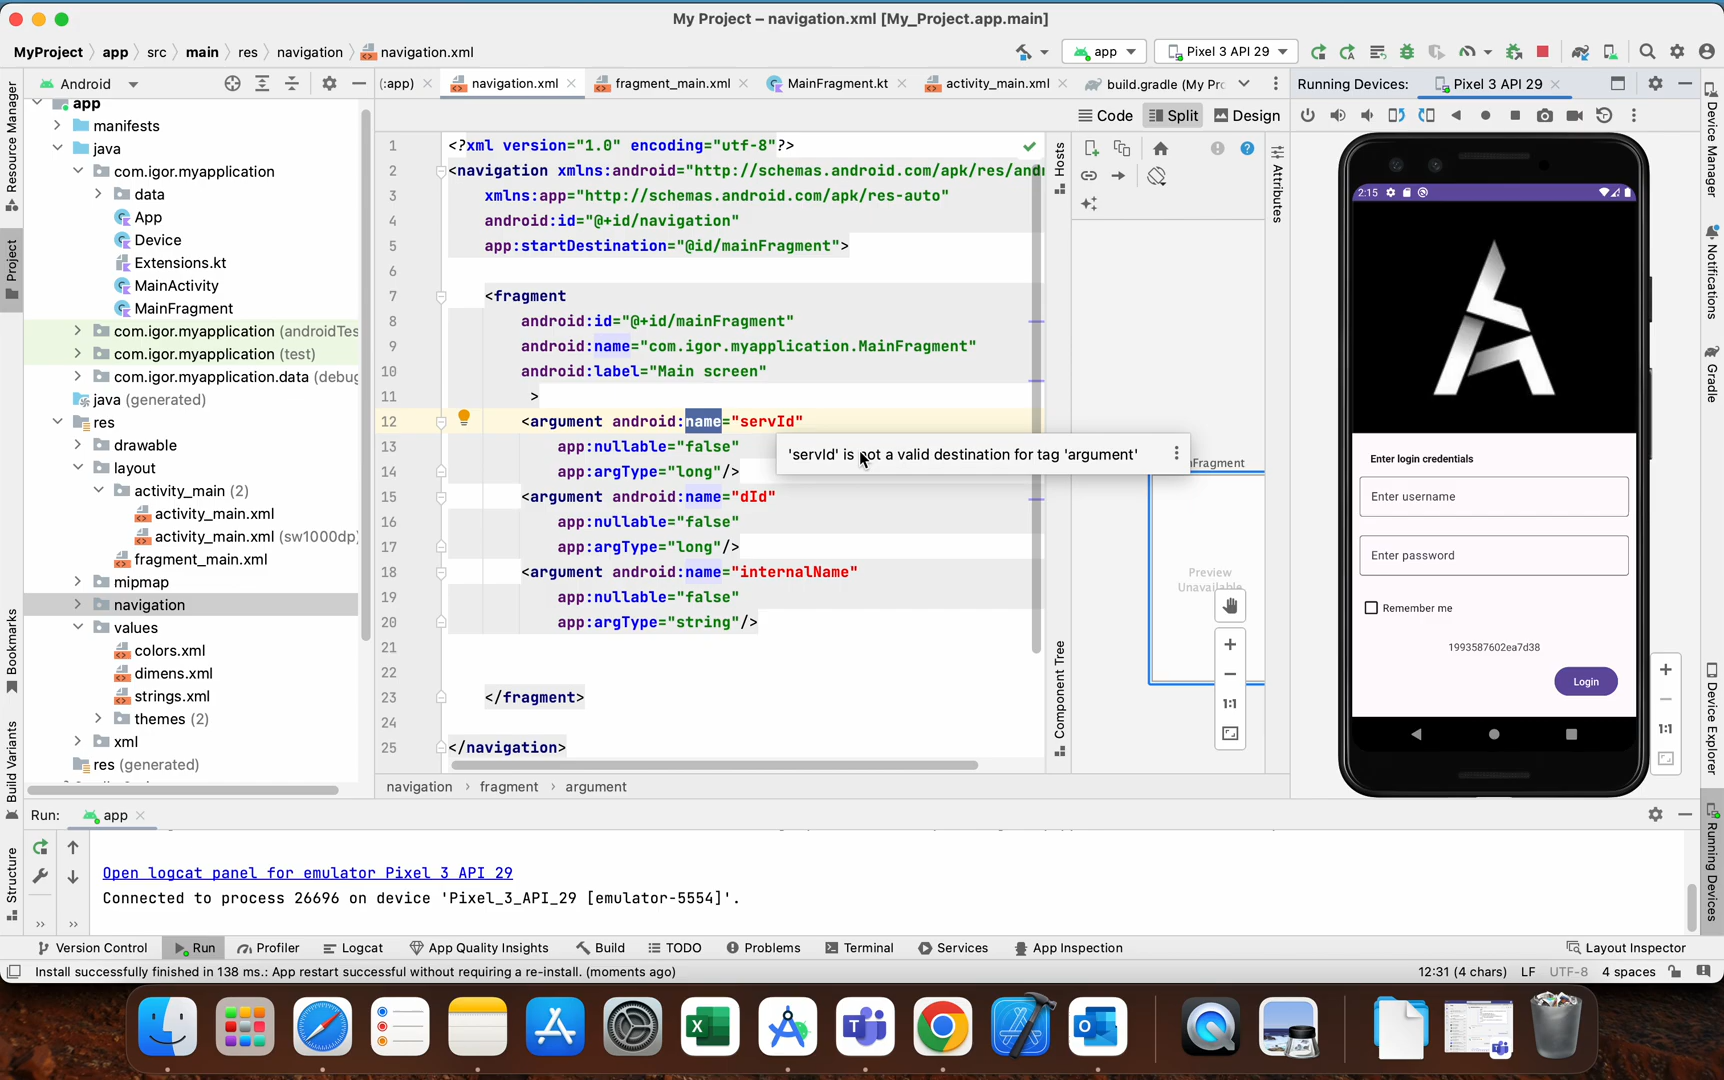 My Project – navigation.xml [My_Project.app.main]
MyProject app src main res navigation navigation.xml
app Pixel 3 API 29
Android
(:app) navigation.xml fragment_main.xml MainFragment.kt activity_main.xml build.gradle (My Prc
Running Devices: Pixel 3 API 29
Code Split Design
Resource Manager
Project
Bookmarks
Build Variants
Structure
app
manifests
java
com.igor.myapplication
data
App
Device
Extensions.kt
MainActivity
MainFragment
com.igor.myapplication (androidTes
com.igor.myapplication (test)
com.igor.myapplication.data (debug
java (generated)
res
drawable
layout
activity_main (2)
activity_main.xml
activity_main.xml (sw1000dp)
fragment_main.xml
mipmap
navigation
values
colors.xml
dimens.xml
strings.xml
themes (2)
xml
res (generated)
1 <?xml version="1.0" encoding="utf-8"?>
2 <navigation xmlns:android="http://schemas.android.com/apk/res/andr
3 xmlns:app="http://schemas.android.com/apk/res-auto"
4 android:id="@+id/navigation"
5 app:startDestination="@id/mainFragment">
6
7 <fragment
8 android:id="@+id/mainFragment"
9 android:name="com.igor.myapplication.MainFragment"
10 android:label="Main screen"
11 >
12 <argument android:name="servId"
13 app:nullable="false"
14 app:argType="long"/>
15 <argument android:name="dId"
16 app:nullable="false"
17 app:argType="long"/>
18 <argument android:name="internalName"
19 app:nullable="false"
20 app:argType="string"/>
21
22
23 </fragment>
24
25 </navigation>
'servId' is not a valid destination for tag 'argument'
navigation fragment argument
Hosts
Component Tree
Attributes
nFragment
Preview
Unavailable
1:1
2:15
Enter login credentials
Enter username
Enter password
Remember me
1993587602ea7d38
Login
1:1
Device Manager
Notifications
Gradle
Device Explorer
Running Devices
Run: app
Open logcat panel for emulator Pixel 3 API 29
Connected to process 26696 on device 'Pixel_3_API_29 [emulator-5554]'.
Version Control Run Profiler Logcat App Quality Insights Build TODO Problems Terminal Services App Inspection Layout Inspector
Install successfully finished in 138 ms.: App restart successful without requiring a re-install. (moments ago) 12:31 (4 chars) LF UTF-8 4 spaces